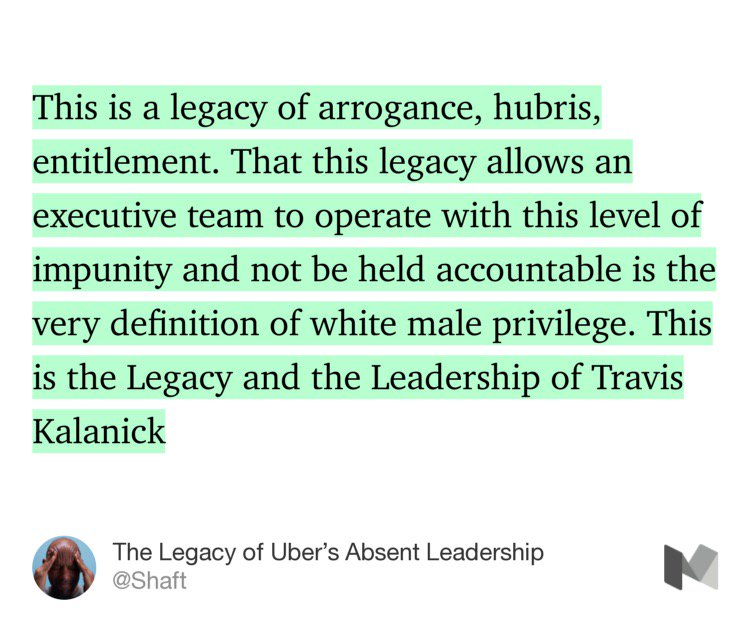 This is a legacy of arrogance, hubris,
entitlement. That this legacy allows an
executive team to operate with this level of
impunity and not be held accountable is the
very definition of white male privilege. This
is the Legacy and the Leadership of Travis
Kalanick
The Legacy of Uber’s Absent Leadership
@Shaft